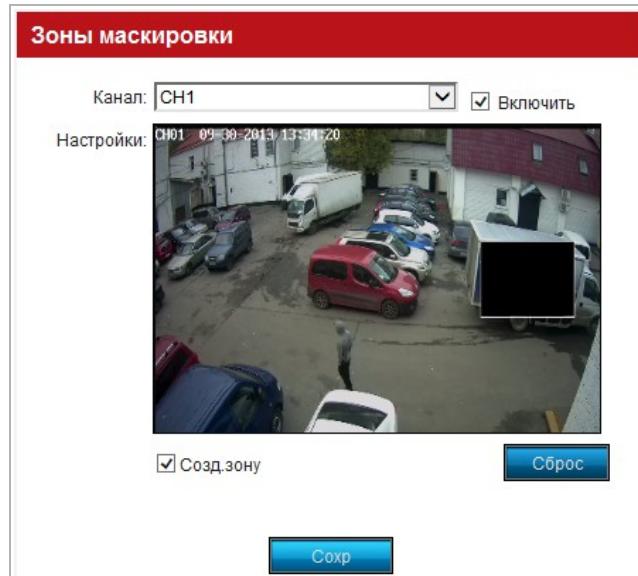 Зоны маскировки
Канал: CH1 Включить
Настройки:
CH01 09-30-2013 13:34:20
Созд.зону Сброс
Сохр